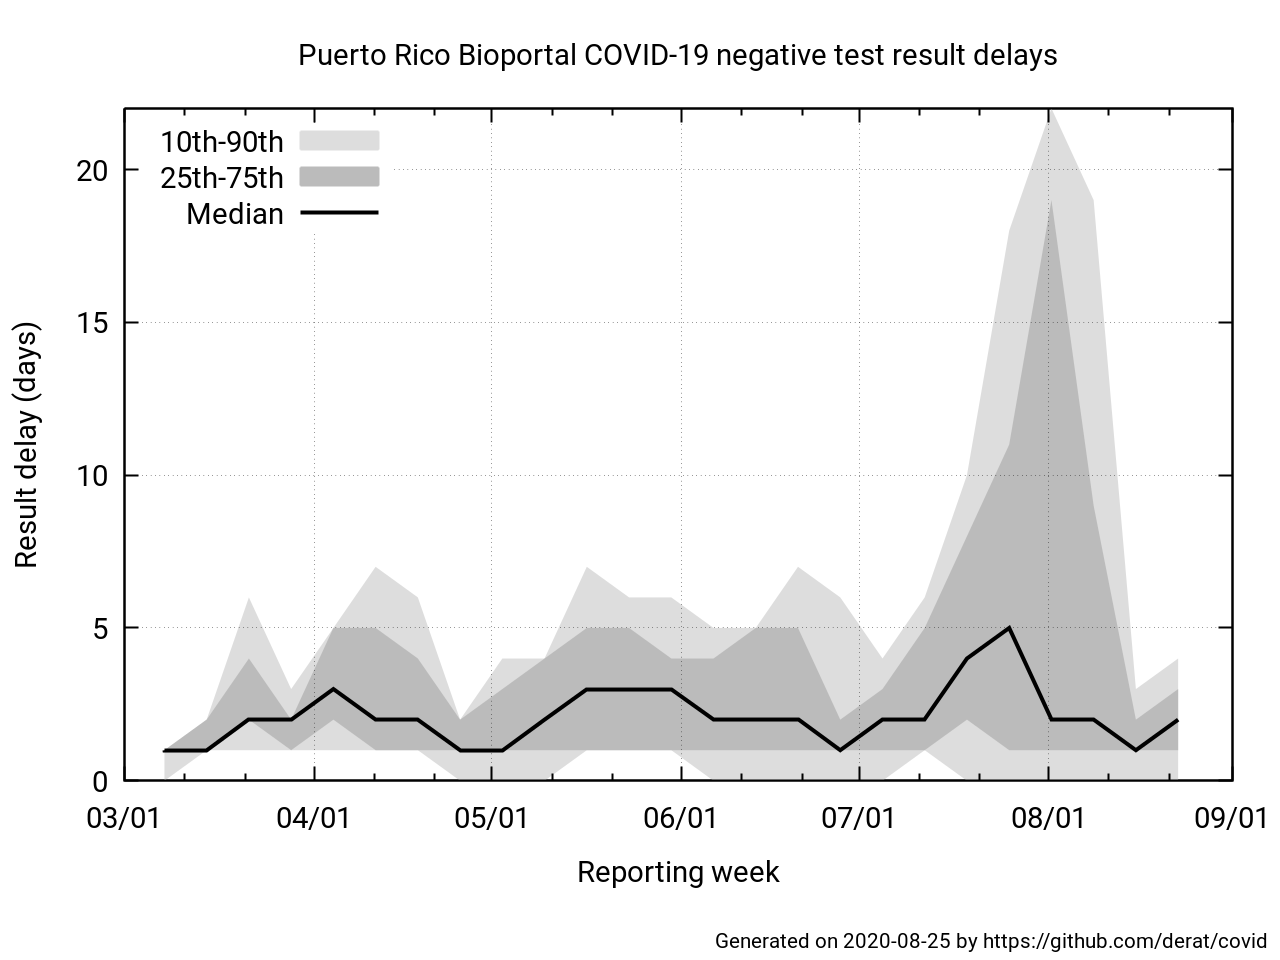 Puerto Rico Bioportal COVID-19 negative test result delays
10th-90th
25th-75th
Median
Result delay (days)
20
15
10
5
0
03/01 04/01 05/01 06/01 07/01 08/01 09/01
Reporting week
Generated on 2020-08-25 by https://github.com/derat/covid